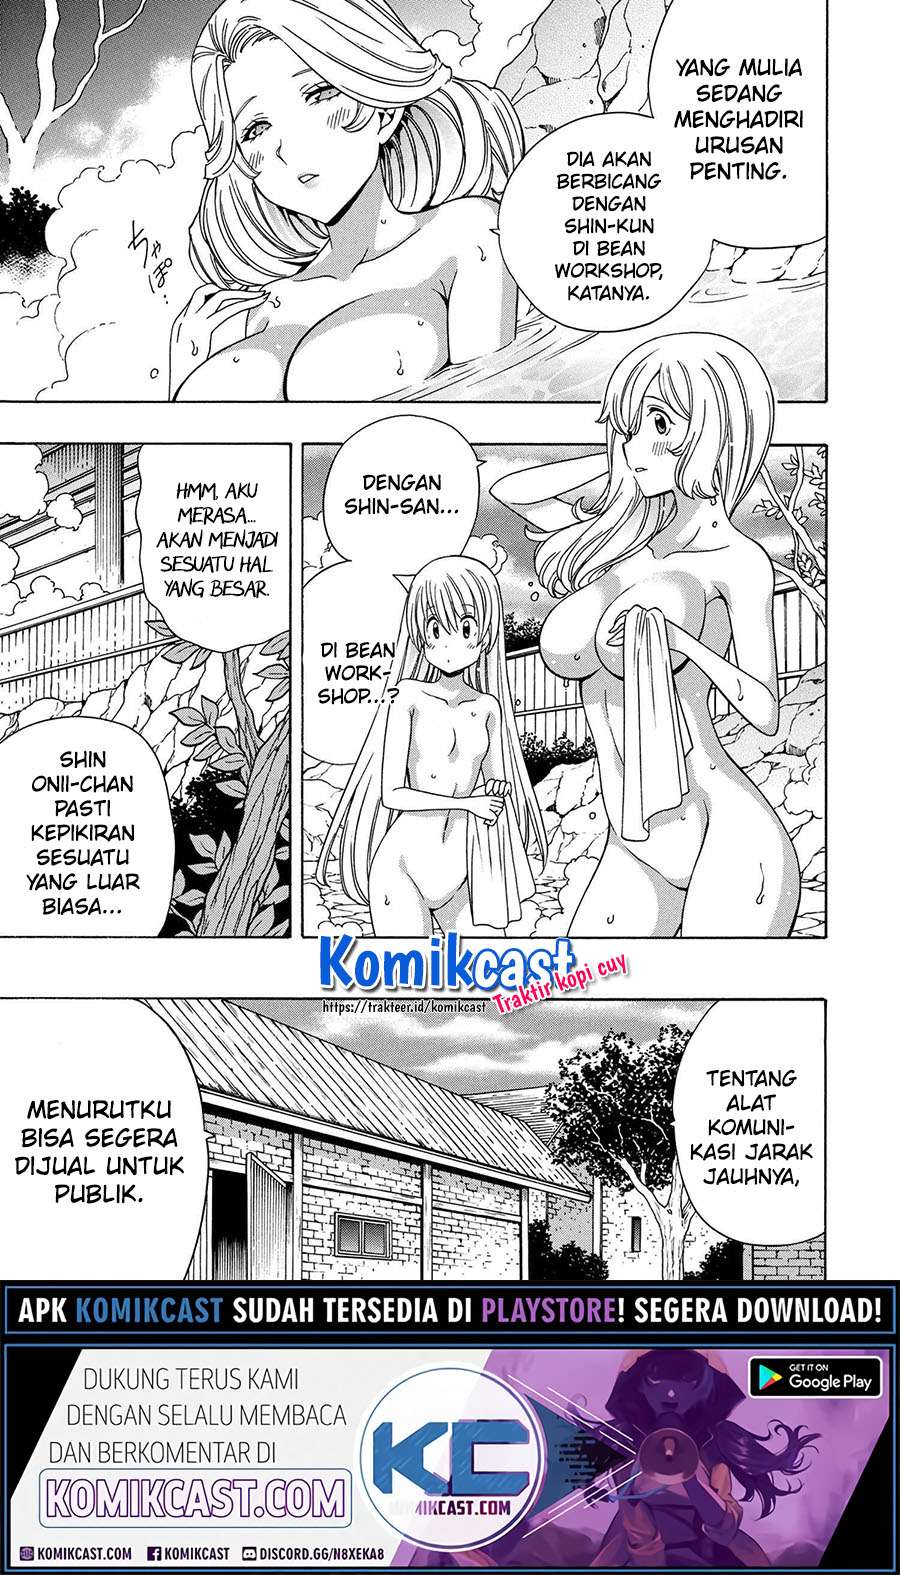 YANG MULIA
SEDANG
MENGHADIRI
URUSAN
PENTING.
DIA AKAN
BERBICANG
DENGAN
SHIN-KUN
DI BEAN
WORKSHOP,
KATANYA.
ちゃぽ…
DENGAN
SHIN-SAN...
DI BEAN
WORK-
SHOP...?
HMM, AKU
MERASA...
AKAN MENJADI
SESUATU HAL
YANG BESAR.
SHIN
ONII-CHAN
PASTI
KEPIKIRAN
SESUATU
YANG LUAR
BIASA...
Komikcast
Traktir kopi cuy
https://trakteer.id/komikcast
TENTANG
ALAT
KOMUNI-
KASI JARAK
JAUHNYA,
MENURUTKU
BISA SEGERA
DIJUAL UNTUK
PUBLIK.
APK KOMIKCAST SUDAH TERSEDIA DI PLAYSTORE! SEGERA DOWNLOAD!
DUKUNG TERUS KAMI
DENGAN SELALU MEMBACA
DAN BERKOMENTAR DI
KOMIKCAST.COM
KOMIKCAST.COM
KOMIKCAST
DISCORD.GG/N8XEKA8
KC
GET IT ON
Google Play